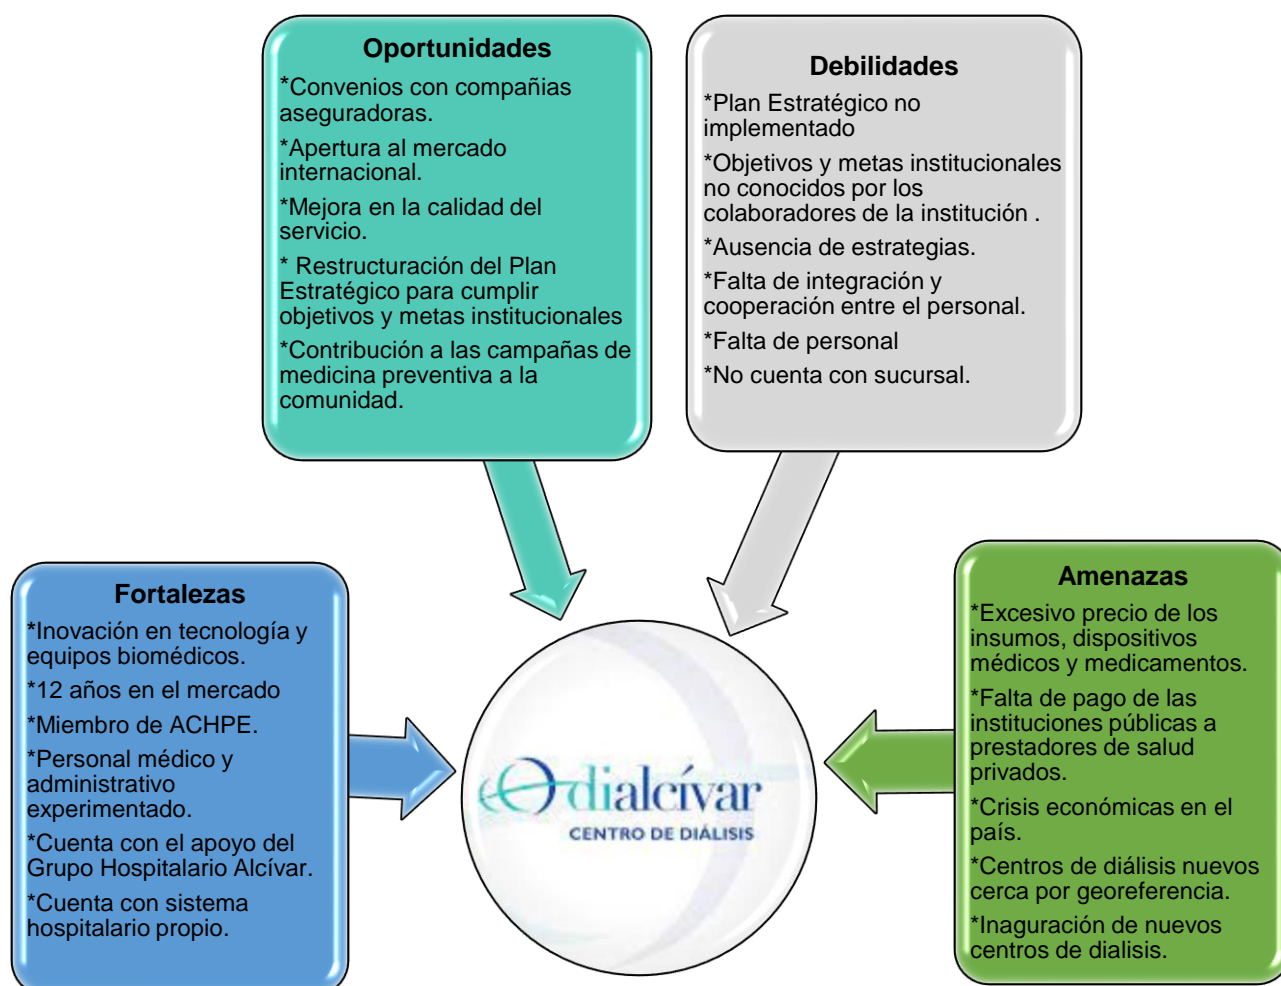 Oportunidades
*Convenios con compañias
aseguradoras.
*Apertura al mercado
internacional.
*Mejora en la calidad del
servicio.
* Restructuración del Plan
Estratégico para cumplir
objetivos y metas institucionales
*Contribución a las campañas de
medicina preventiva a la
comunidad.
Debilidades
*Plan Estratégico no
implementado
*Objetivos y metas institucionales
no conocidos por los
colaboradores de la institución .
*Ausencia de estrategias.
*Falta de integración y
cooperación entre el personal.
*Falta de personal
*No cuenta con sucursal.
Fortalezas
*Inovación en tecnología y
equipos biomédicos.
*12 años en el mercado
*Miembro de ACHPE.
*Personal médico y
administrativo
experimentado.
*Cuenta con el apoyo del
Grupo Hospitalario Alcívar.
*Cuenta con sistema
hospitalario propio.
dialcívar
CENTRO DE DIÁLISIS
Amenazas
*Excesivo precio de los
insumos, dispositivos
médicos y medicamentos.
*Falta de pago de las
instituciones públicas a
prestadores de salud
privados.
*Crisis económicas en el
país.
*Centros de diálisis nuevos
cerca por georeferencia.
*Inaguración de nuevos
centros de dialisis.